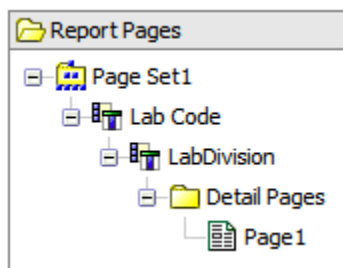 Report Pages
Page Set1
Lab Code
LabDivision
Detail Pages
Page1